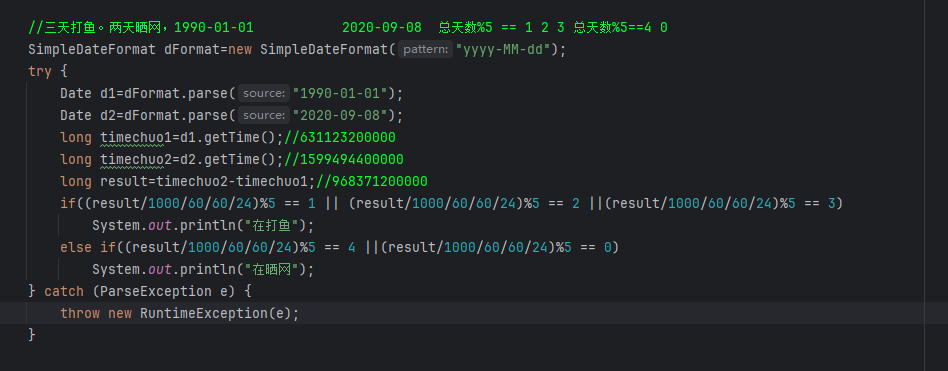 //三天打鱼。两天晒网，1990-01-01           2020-09-08  总天数%5 == 1 2 3 总天数%5==4 0
SimpleDateFormat dFormat=new SimpleDateFormat( pattern: "yyyy-MM-dd");
try {
    Date d1=dFormat.parse( source: "1990-01-01");
    Date d2=dFormat.parse( source: "2020-09-08");
    long timechuo1=d1.getTime();//631123200000
    long timechuo2=d2.getTime();//1599494400000
    long result=timechuo2-timechuo1;//968371200000
    if((result/1000/60/60/24)%5 == 1 || (result/1000/60/60/24)%5 == 2 ||(result/1000/60/60/24)%5 == 3)
        System.out.println("在打鱼");
    else if((result/1000/60/60/24)%5 == 4 ||(result/1000/60/60/24)%5 == 0)
        System.out.println("在晒网");
} catch (ParseException e) {
    throw new RuntimeException(e);
}